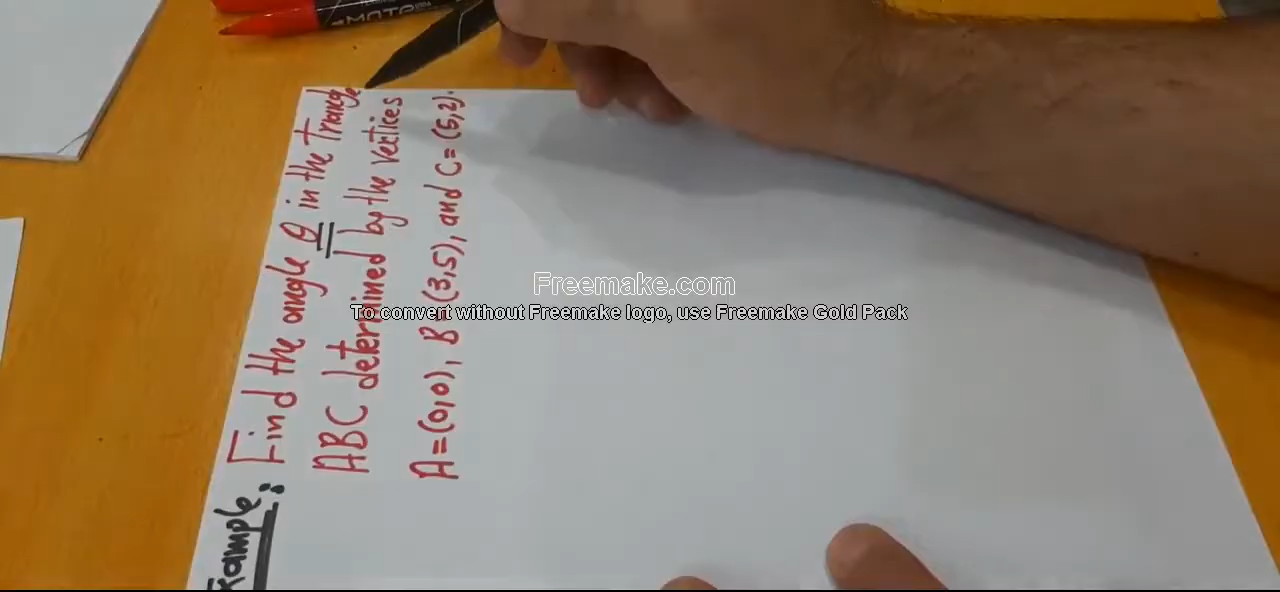 Example: Find the angle θ in the triangle
ABC determined by the vertices
A=(0,0), B=(3,5), and C=(5,2).
Freemake.com
To convert without Freemake logo, use Freemake Gold Pack